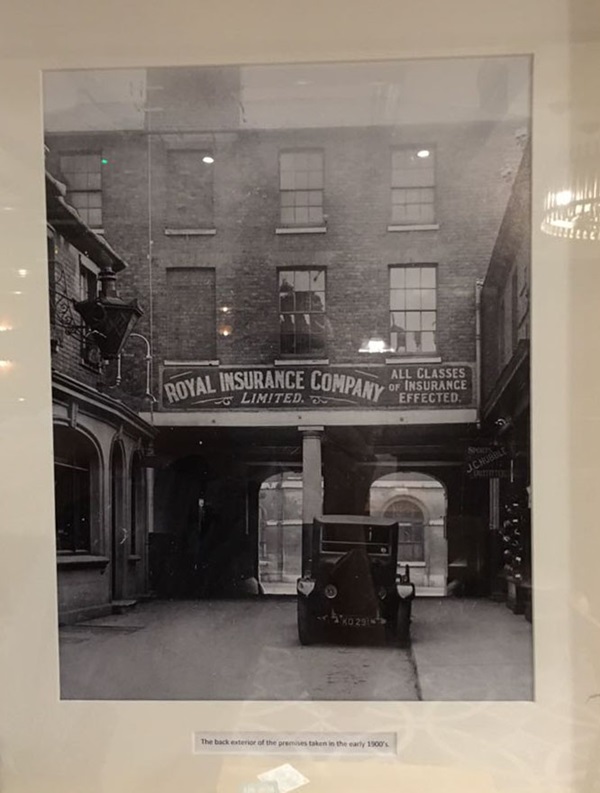 ROYAL INSURANCE COMPANY
LIMITED.
ALL CLASSES
OF INSURANCE
EFFECTED.
The back exterior of the premises taken in the early 1900's.